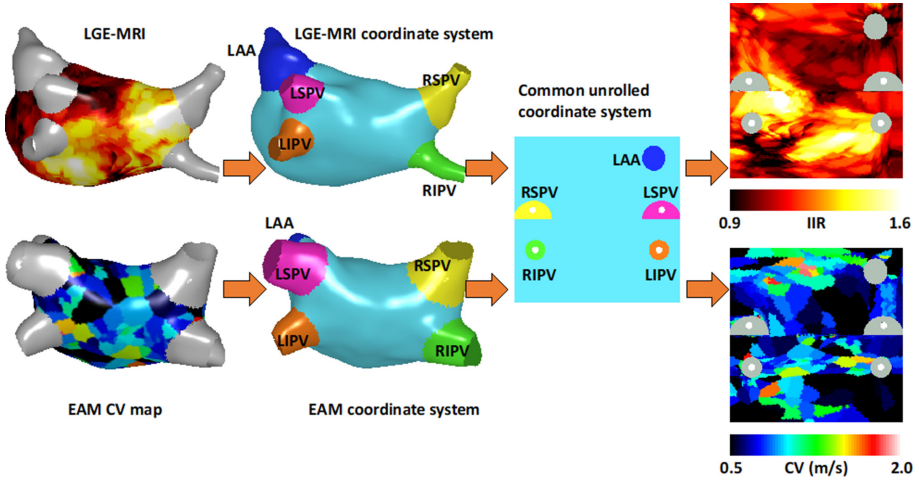 LGE-MRI
LGE-MRI coordinate system
LAA
RSPV
LSPV
LIPV
RIPV
Common unrolled
coordinate system
LAA
RSPV
LSPV
RIPV
LIPV
0.9
IIR
1.6
LAA
LSPV
RSPV
LIPV
RIPV
EAM CV map
EAM coordinate system
0.5
CV (m/s)
2.0